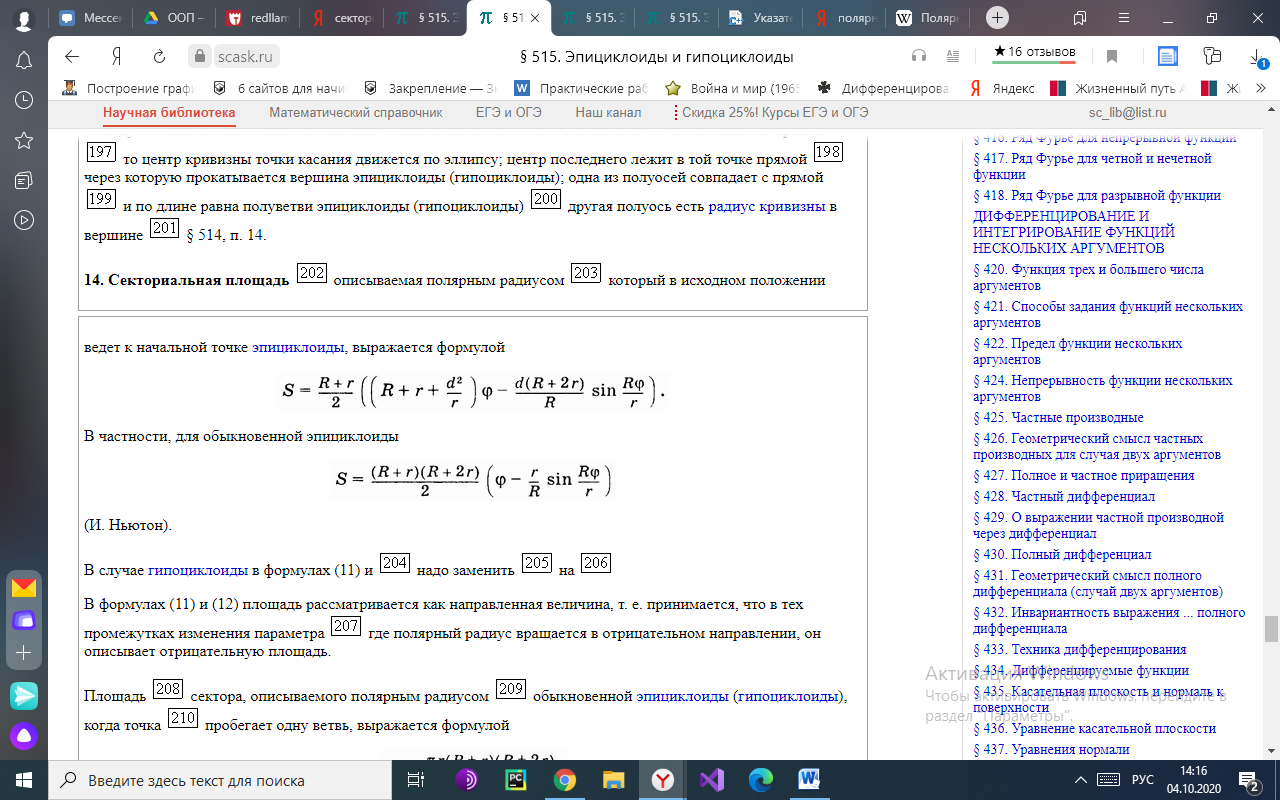 Мессен
ООП –
redllam
сектори
§ 515. Э
§ 51
§ 515. Э
§ 515. Э
Указате
полярн
Поляр
scask.ru
§ 515. Эпициклоиды и гипоциклоиды
★16 отзывов
1
Построение графи
6 сайтов для начин
Закрепление — Зн
Практические раб
Война и мир (1965
Дифференцирова
Яндекс
Жизненный путь А
Жи
»
Научная библиотека
Математический справочник
ЕГЭ и ОГЭ
Наш канал
Скидка 25%! Курсы ЕГЭ и ОГЭ
sc_lib@list.ru
197 то центр кривизны точки касания движется по эллипсу; центр последнего лежит в той точке прямой 198
через которую прокатывается вершина эпициклоиды (гипоциклоиды); одна из полуосей совпадает с прямой
199 и по длине равна полуветви эпициклоиды (гипоциклоиды) 200 другая полуось есть радиус кривизны в
вершине 201 § 514, п. 14.
14. Секториальная площадь 202 описываемая полярным радиусом 203 который в исходном положении
ведет к начальной точке эпициклоиды, выражается формулой
S = (R + r)/2 ((R + r + d²/r) φ − d(R + 2r)/R sin Rφ/r).
В частности, для обыкновенной эпициклоиды
S = (R + r)(R + 2r)/2 (φ − r/R sin Rφ/r)
(И. Ньютон).
В случае гипоциклоиды в формулах (11) и 204 надо заменить 205 на 206
В формулах (11) и (12) площадь рассматривается как направленная величина, т. е. принимается, что в тех
промежутках изменения параметра 207 где полярный радиус вращается в отрицательном направлении, он
описывает отрицательную площадь.
Площадь 208 сектора, описываемого полярным радиусом 209 обыкновенной эпициклоиды (гипоциклоиды),
когда точка 210 пробегает одну ветвь, выражается формулой
§ 416. Ряд Фурье для непрерывной функции
§ 417. Ряд Фурье для четной и нечетной
функции
§ 418. Ряд Фурье для разрывной функции
ДИФФЕРЕНЦИРОВАНИЕ И
ИНТЕГРИРОВАНИЕ ФУНКЦИЙ
НЕСКОЛЬКИХ АРГУМЕНТОВ
§ 420. Функция трех и большего числа
аргументов
§ 421. Способы задания функций нескольких
аргументов
§ 422. Предел функции нескольких
аргументов
§ 424. Непрерывность функции нескольких
аргументов
§ 425. Частные производные
§ 426. Геометрический смысл частных
производных для случая двух аргументов
§ 427. Полное и частное приращения
§ 428. Частный дифференциал
§ 429. О выражении частной производной
через дифференциал
§ 430. Полный дифференциал
§ 431. Геометрический смысл полного
дифференциала (случай двух аргументов)
§ 432. Инвариантность выражения ... полного
дифференциала
§ 433. Техника дифференцирования
§ 434. Дифференцируемые функции
§ 435. Касательная плоскость и нормаль к
поверхности
§ 436. Уравнение касательной плоскости
§ 437. Уравнения нормали
Активация Windows
Чтобы активировать Windows, перейдите в
раздел "Параметры".
Введите здесь текст для поиска
РУС
14:16
04.10.2020
2